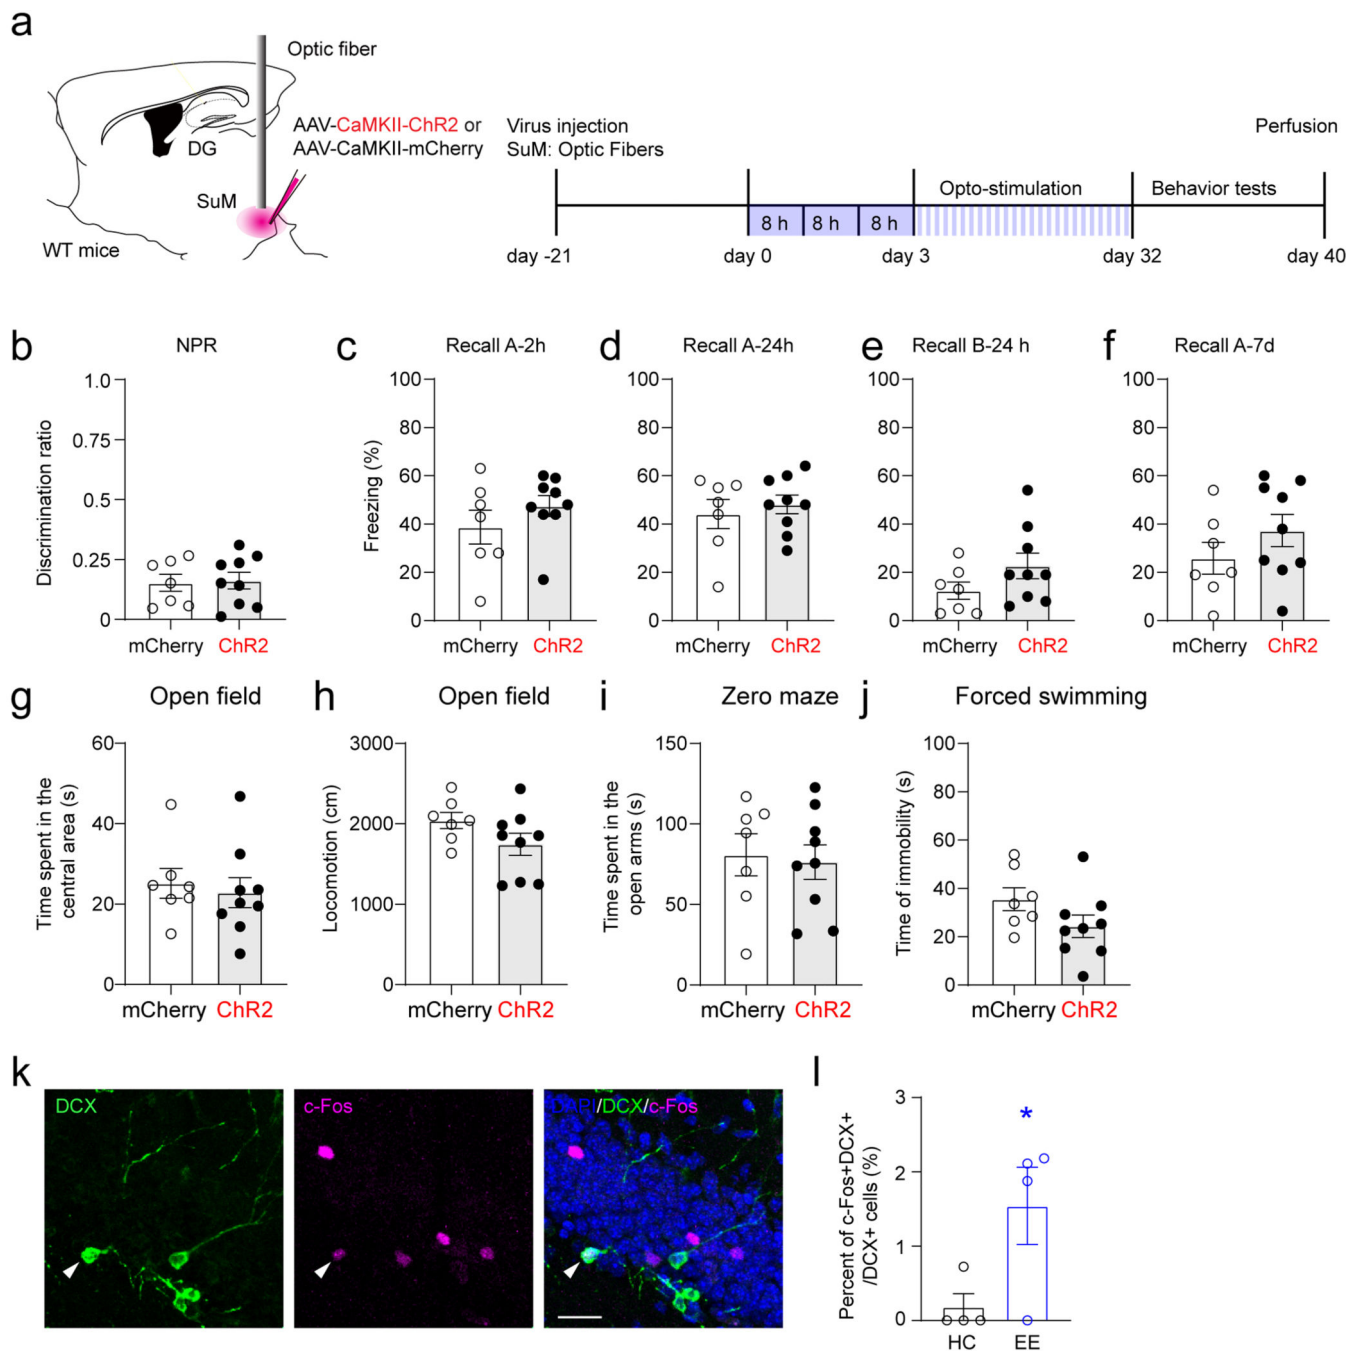 a
Optic fiber
AAV-CaMKII-ChR2 or
AAV-CaMKII-mCherry
DG
SuM
WT mice
Virus injection
SuM: Optic Fibers
Perfusion
Opto-stimulation
Behavior tests
8 h
8 h
8 h
day -21
day 0
day 3
day 32
day 40
b
NPR
Discrimination ratio
1.0
0.75
0.5
0.25
0
mCherry
ChR2
c
Recall A-2h
Freezing (%)
100
80
60
40
20
0
mCherry
ChR2
d
Recall A-24h
100
80
60
40
20
0
mCherry
ChR2
e
Recall B-24 h
100
80
60
40
20
0
mCherry
ChR2
f
Recall A-7d
100
80
60
40
20
0
mCherry
ChR2
g
Open field
Time spent in the
central area (s)
60
40
20
0
mCherry
ChR2
h
Open field
Locomotion (cm)
3000
2000
1000
0
mCherry
ChR2
i
Zero maze
Time spent in the
open arms (s)
150
100
50
0
mCherry
ChR2
j
Forced swimming
Time of immobility (s)
100
80
60
40
20
0
mCherry
ChR2
k
DCX
c-Fos
DAPI/DCX/c-Fos
l
Percent of c-Fos+DCX+
/DCX+ cells (%)
3
2
1
0
*
HC
EE